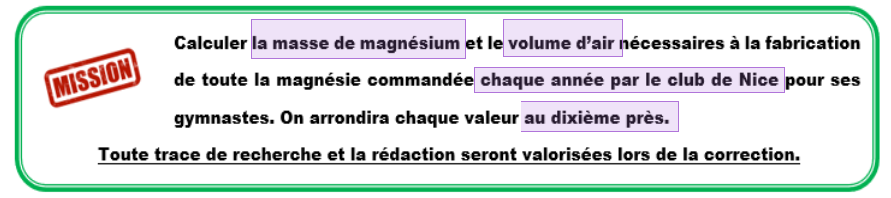 Calculer la masse de magnésium et le volume d'air nécessaires à la fabrication
MISSION
de toute la magnésie commandée chaque année par le club de Nice pour ses
gymnastes. On arrondira chaque valeur au dixième près.
Toute trace de recherche et la rédaction seront valorisées lors de la correction.